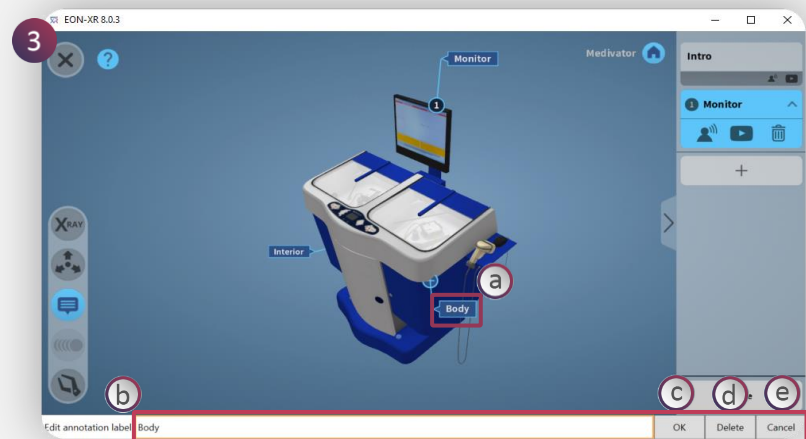 3
EON-XR 8.0.3
?
Monitor
Medivator
Intro
1
1 Monitor
+
XRAY
Interior
a
Body
b
c
d
e
Edit annotation label
Body
OK
Delete
Cancel